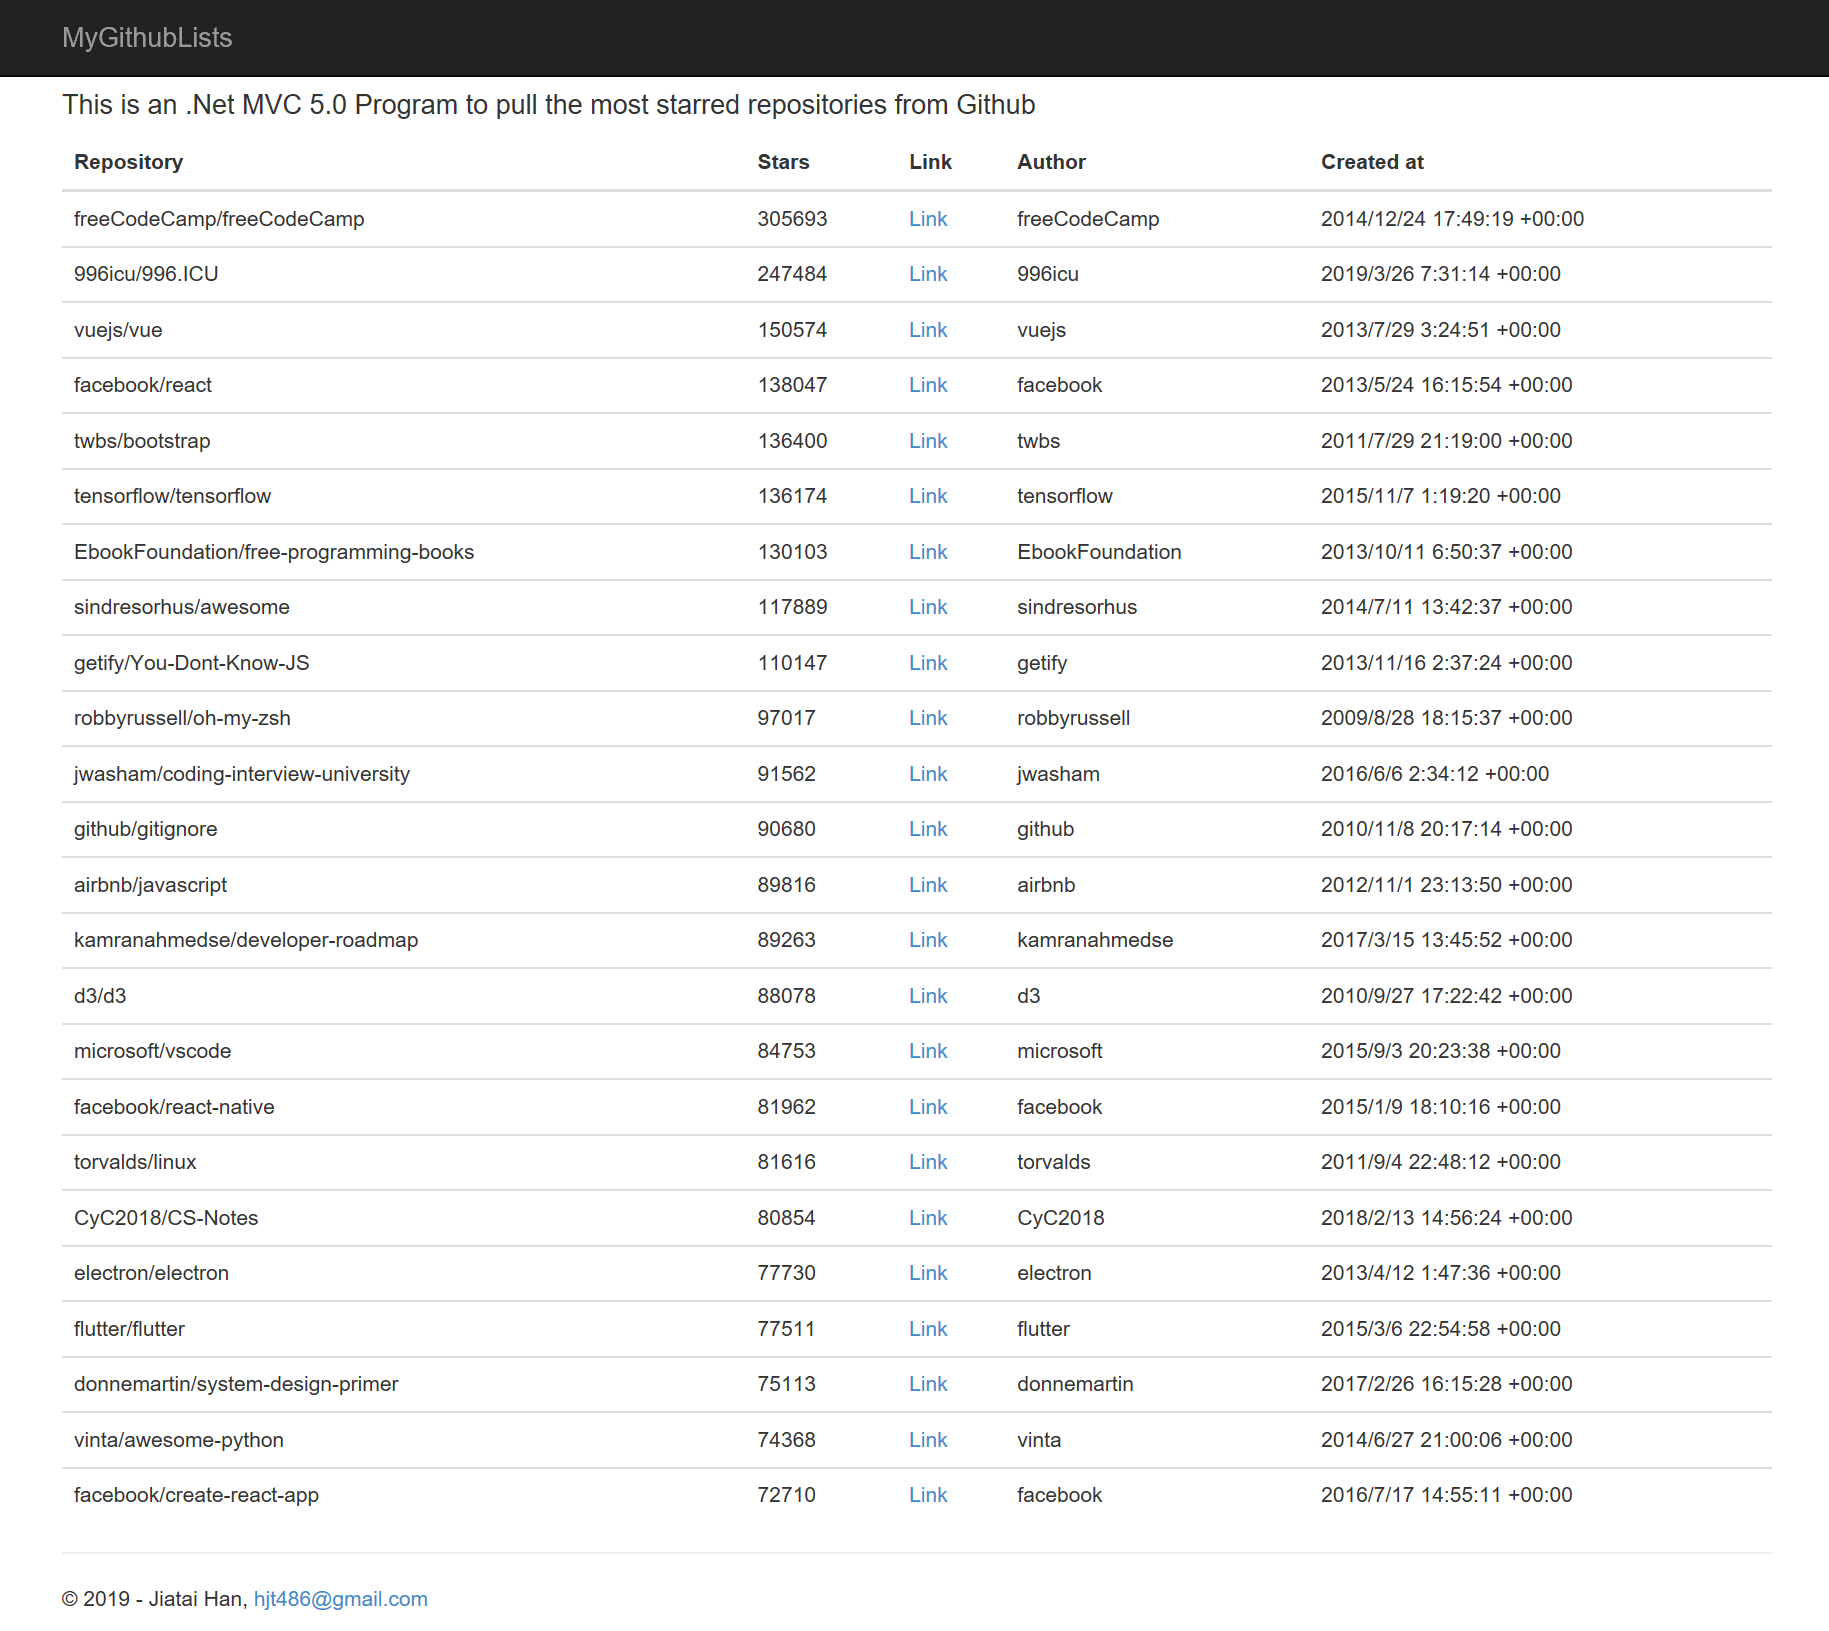 MyGithubLists
This is an .Net MVC 5.0 Program to pull the most starred repositories from Github
Repository Stars Link Author Created at
freeCodeCamp/freeCodeCamp 305693 Link freeCodeCamp 2014/12/24 17:49:19 +00:00
996icu/996.ICU 247484 Link 996icu 2019/3/26 7:31:14 +00:00
vuejs/vue 150574 Link vuejs 2013/7/29 3:24:51 +00:00
facebook/react 138047 Link facebook 2013/5/24 16:15:54 +00:00
twbs/bootstrap 136400 Link twbs 2011/7/29 21:19:00 +00:00
tensorflow/tensorflow 136174 Link tensorflow 2015/11/7 1:19:20 +00:00
EbookFoundation/free-programming-books 130103 Link EbookFoundation 2013/10/11 6:50:37 +00:00
sindresorhus/awesome 117889 Link sindresorhus 2014/7/11 13:42:37 +00:00
getify/You-Dont-Know-JS 110147 Link getify 2013/11/16 2:37:24 +00:00
robbyrussell/oh-my-zsh 97017 Link robbyrussell 2009/8/28 18:15:37 +00:00
jwasham/coding-interview-university 91562 Link jwasham 2016/6/6 2:34:12 +00:00
github/gitignore 90680 Link github 2010/11/8 20:17:14 +00:00
airbnb/javascript 89816 Link airbnb 2012/11/1 23:13:50 +00:00
kamranahmedse/developer-roadmap 89263 Link kamranahmedse 2017/3/15 13:45:52 +00:00
d3/d3 88078 Link d3 2010/9/27 17:22:42 +00:00
microsoft/vscode 84753 Link microsoft 2015/9/3 20:23:38 +00:00
facebook/react-native 81962 Link facebook 2015/1/9 18:10:16 +00:00
torvalds/linux 81616 Link torvalds 2011/9/4 22:48:12 +00:00
CyC2018/CS-Notes 80854 Link CyC2018 2018/2/13 14:56:24 +00:00
electron/electron 77730 Link electron 2013/4/12 1:47:36 +00:00
flutter/flutter 77511 Link flutter 2015/3/6 22:54:58 +00:00
donnemartin/system-design-primer 75113 Link donnemartin 2017/2/26 16:15:28 +00:00
vinta/awesome-python 74368 Link vinta 2014/6/27 21:00:06 +00:00
facebook/create-react-app 72710 Link facebook 2016/7/17 14:55:11 +00:00
© 2019 - Jiatai Han, hjt486@gmail.com